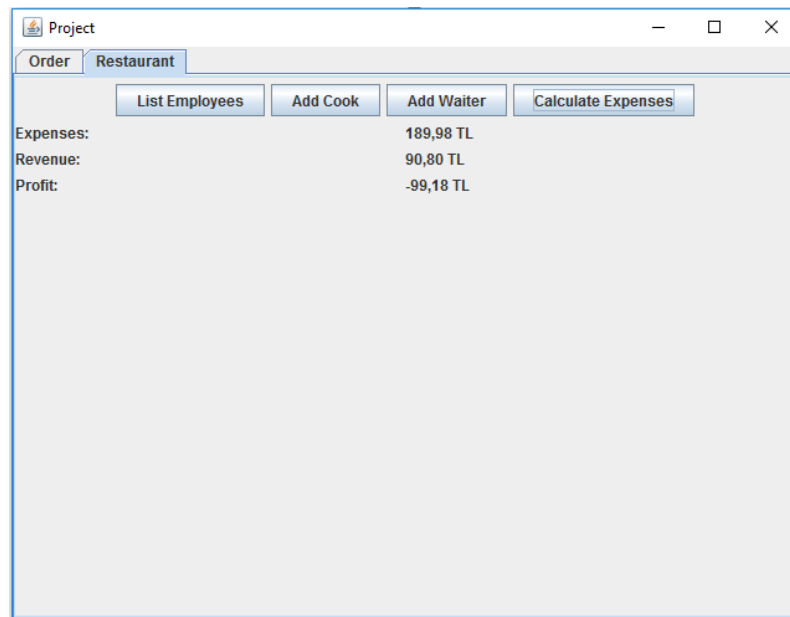 Project
Order Restaurant
List Employees Add Cook Add Waiter Calculate Expenses
Expenses: 189,98 TL
Revenue: 90,80 TL
Profit: -99,18 TL